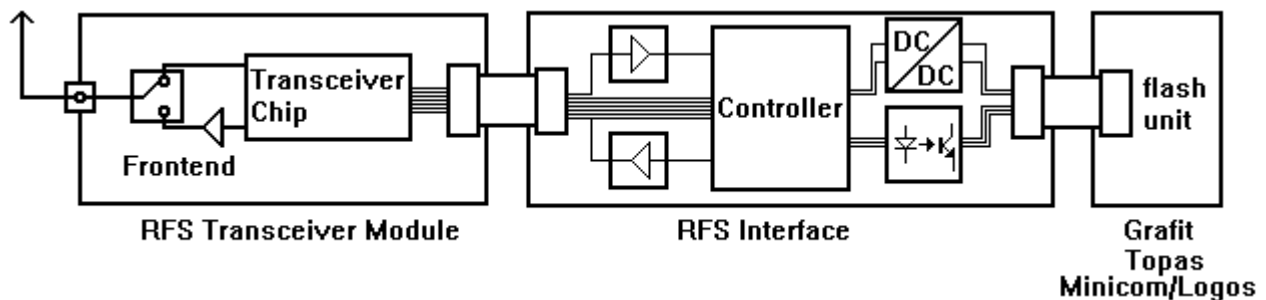 Transceiver
Chip
Frontend
RFS Transceiver Module
Controller
DC
DC
RFS Interface
flash
unit
Grafit
Topas
Minicom/Logos